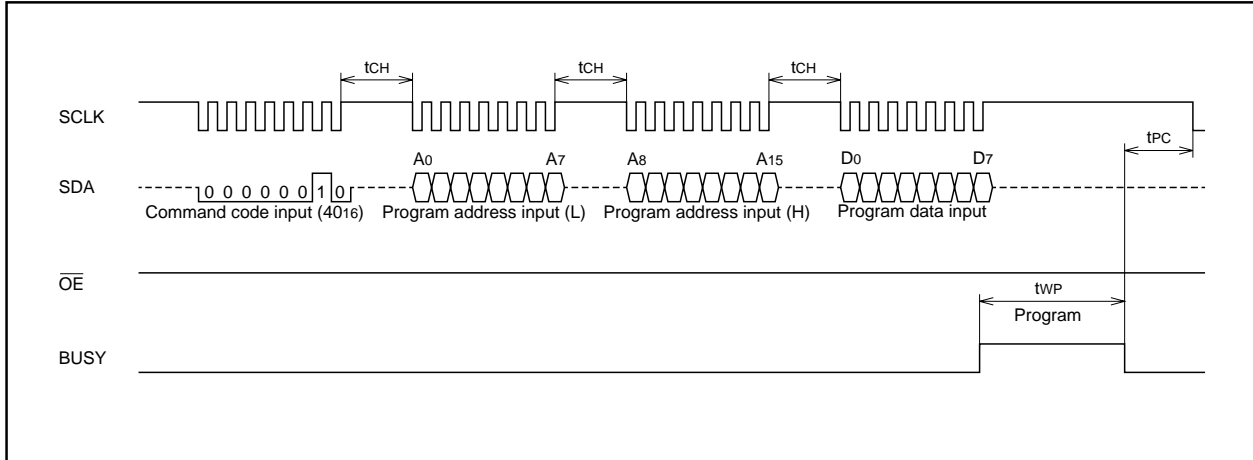 tCH tCH tCH
SCLK
tPC
A0 A7 A8 A15 D0 D7
SDA
0 0 0 0 0 0 1 0
Command code input (4016) Program address input (L) Program address input (H) Program data input
OE
tWP
Program
BUSY